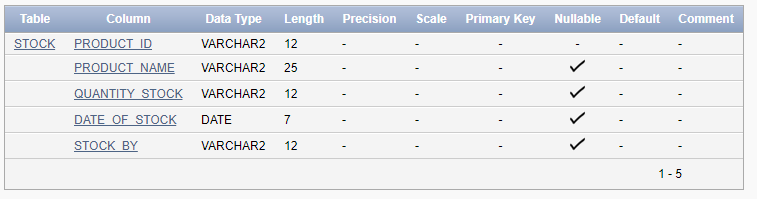 Table Column Data Type Length Precision Scale Primary Key Nullable Default Comment
STOCK PRODUCT_ID VARCHAR2 12 - - - - - -
PRODUCT_NAME VARCHAR2 25 - - - ✓ - -
QUANTITY_STOCK VARCHAR2 12 - - - ✓ - -
DATE_OF_STOCK DATE 7 - - - ✓ - -
STOCK_BY VARCHAR2 12 - - - ✓ - -
1 - 5